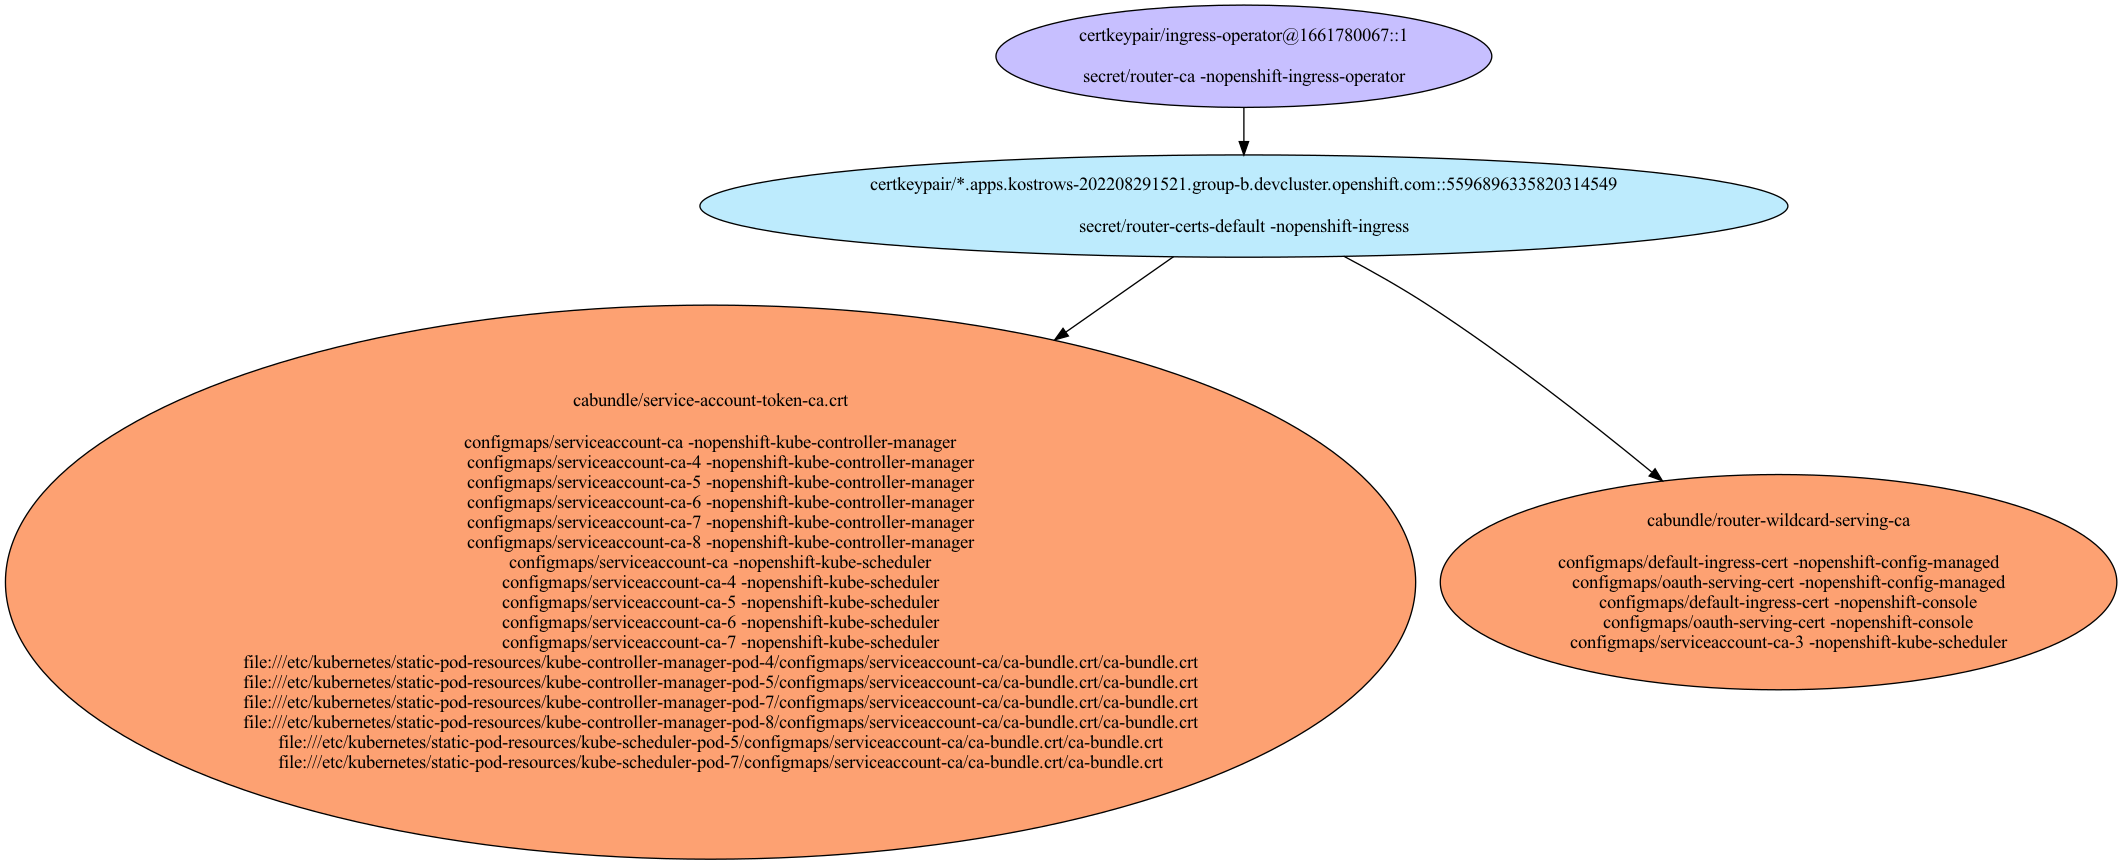 certkeypair/ingress-operator@1661780067::1
secret/router-ca -nopenshift-ingress-operator
certkeypair/*.apps.kostrows-202208291521.group-b.devcluster.openshift.com::5596896335820314549
secret/router-certs-default -nopenshift-ingress
cabundle/service-account-token-ca.crt
configmaps/serviceaccount-ca -nopenshift-kube-controller-manager
configmaps/serviceaccount-ca-4 -nopenshift-kube-controller-manager
configmaps/serviceaccount-ca-5 -nopenshift-kube-controller-manager
configmaps/serviceaccount-ca-6 -nopenshift-kube-controller-manager
configmaps/serviceaccount-ca-7 -nopenshift-kube-controller-manager
configmaps/serviceaccount-ca-8 -nopenshift-kube-controller-manager
configmaps/serviceaccount-ca -nopenshift-kube-scheduler
configmaps/serviceaccount-ca-4 -nopenshift-kube-scheduler
configmaps/serviceaccount-ca-5 -nopenshift-kube-scheduler
configmaps/serviceaccount-ca-6 -nopenshift-kube-scheduler
configmaps/serviceaccount-ca-7 -nopenshift-kube-scheduler
file:///etc/kubernetes/static-pod-resources/kube-controller-manager-pod-4/configmaps/serviceaccount-ca/ca-bundle.crt/ca-bundle.crt
file:///etc/kubernetes/static-pod-resources/kube-controller-manager-pod-5/configmaps/serviceaccount-ca/ca-bundle.crt/ca-bundle.crt
file:///etc/kubernetes/static-pod-resources/kube-controller-manager-pod-7/configmaps/serviceaccount-ca/ca-bundle.crt/ca-bundle.crt
file:///etc/kubernetes/static-pod-resources/kube-controller-manager-pod-8/configmaps/serviceaccount-ca/ca-bundle.crt/ca-bundle.crt
file:///etc/kubernetes/static-pod-resources/kube-scheduler-pod-5/configmaps/serviceaccount-ca/ca-bundle.crt/ca-bundle.crt
file:///etc/kubernetes/static-pod-resources/kube-scheduler-pod-7/configmaps/serviceaccount-ca/ca-bundle.crt/ca-bundle.crt
cabundle/router-wildcard-serving-ca
configmaps/default-ingress-cert -nopenshift-config-managed
configmaps/oauth-serving-cert -nopenshift-config-managed
configmaps/default-ingress-cert -nopenshift-console
configmaps/oauth-serving-cert -nopenshift-console
configmaps/serviceaccount-ca-3 -nopenshift-kube-scheduler